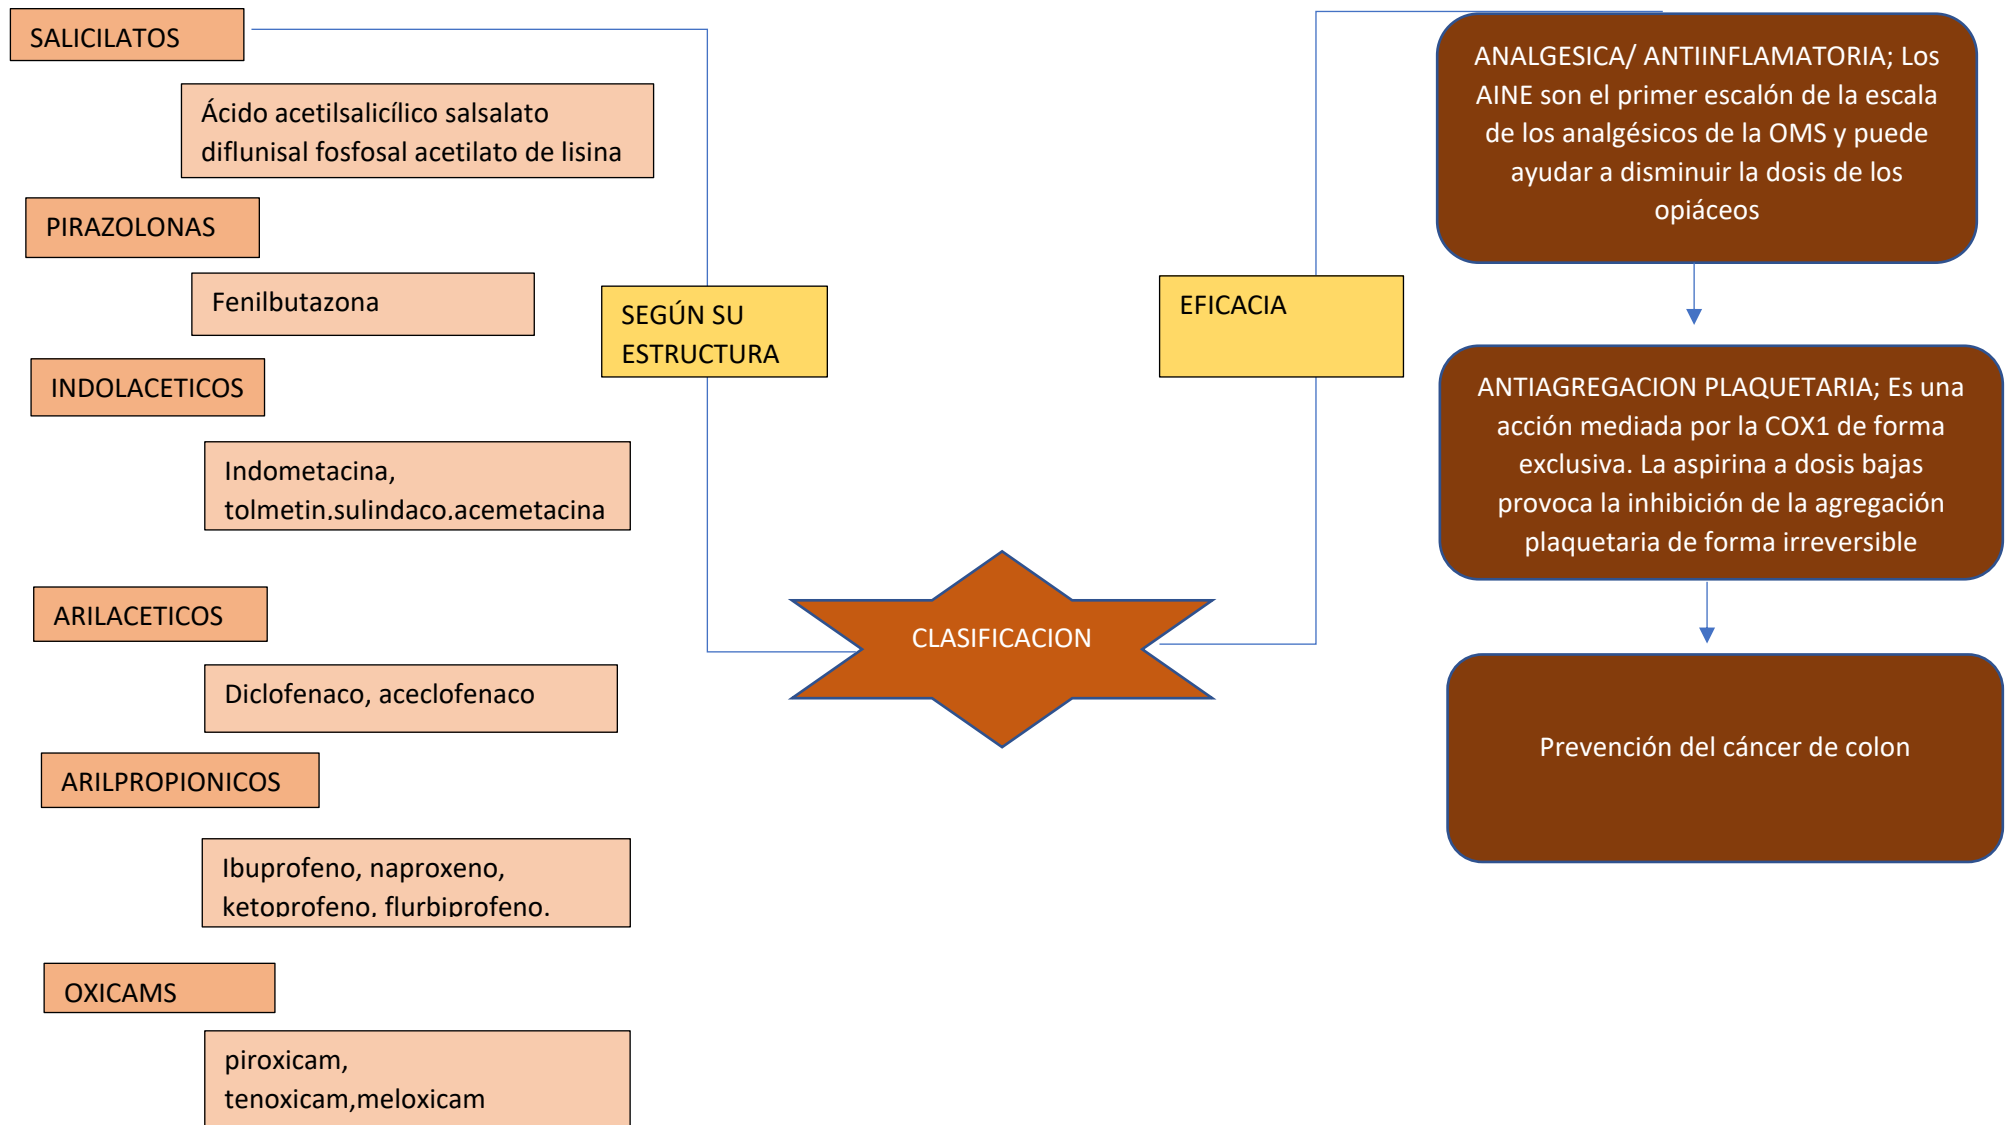 SALICILATOS
Ácido acetilsalicílico salsalato
diflunisal fosfosal acetilato de lisina
PIRAZOLONAS
Fenilbutazona
INDOLACETICOS
Indometacina,
tolmetin,sulindaco,acemetacina
ARILACETICOS
Diclofenaco, aceclofenaco
ARILPROPIONICOS
Ibuprofeno, naproxeno,
ketoprofeno, flurbiprofeno,
OXICAMS
piroxicam,
tenoxicam,meloxicam
SEGÚN SU
ESTRUCTURA
CLASIFICACION
EFICACIA
ANALGESICA/ ANTIINFLAMATORIA; Los
AINE son el primer escalón de la escala
de los analgésicos de la OMS y puede
ayudar a disminuir la dosis de los
opiáceos
ANTIAGREGACION PLAQUETARIA; Es una
acción mediada por la COX1 de forma
exclusiva. La aspirina a dosis bajas
provoca la inhibición de la agregación
plaquetaria de forma irreversible
Prevención del cáncer de colon